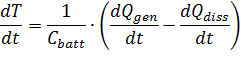 dT/dt = 1/C_batt · (dQ_gen/dt − dQ_diss/dt)